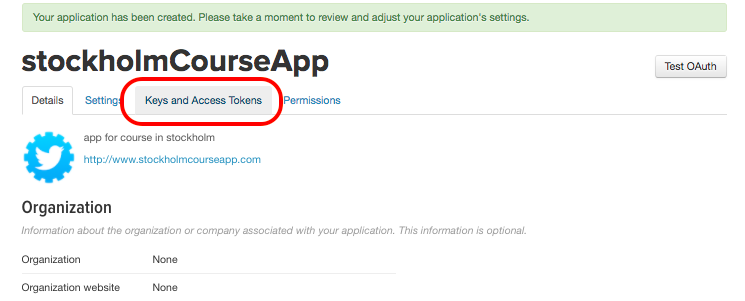 Your application has been created. Please take a moment to review and adjust your application's settings.
stockholmCourseApp
Test OAuth
Details Settings Keys and Access Tokens Permissions
app for course in stockholm
http://www.stockholmcourseapp.com
Organization
Information about the organization or company associated with your application. This information is optional.
Organization None
Organization website None